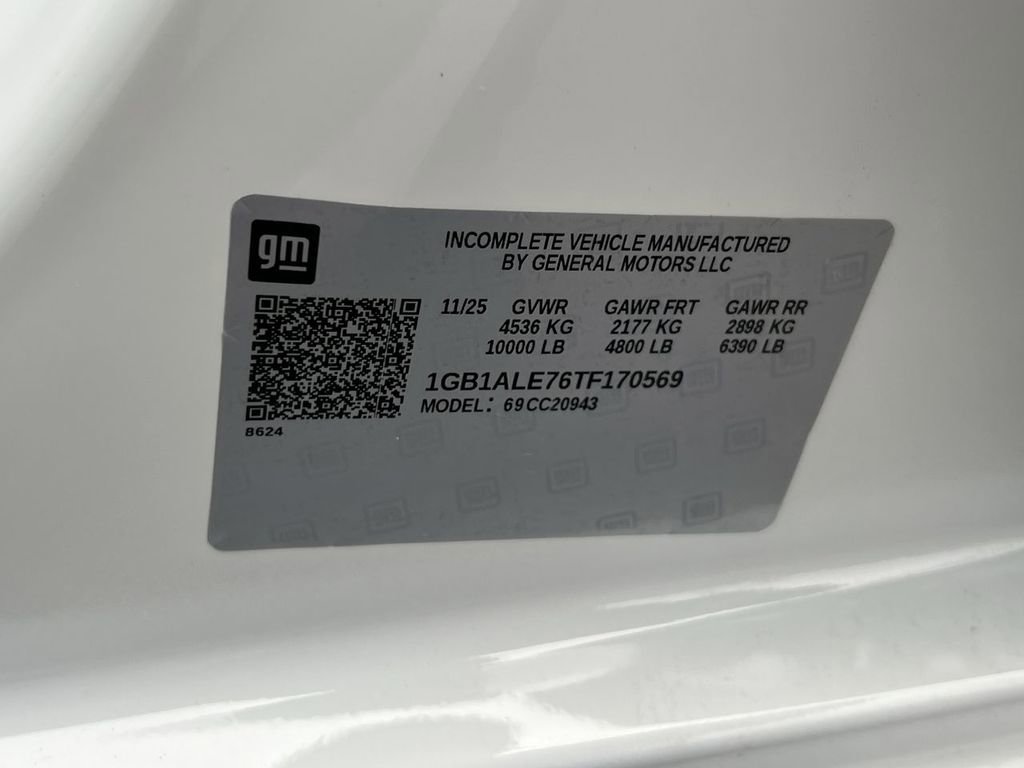 gm
INCOMPLETE VEHICLE MANUFACTURED
BY GENERAL MOTORS LLC
11/25 GVWR GAWR FRT GAWR RR
4536 KG 2177 KG 2898 KG
10000 LB 4800 LB 6390 LB
1GB1ALE76TF170569
MODEL: 69CC20943
8624